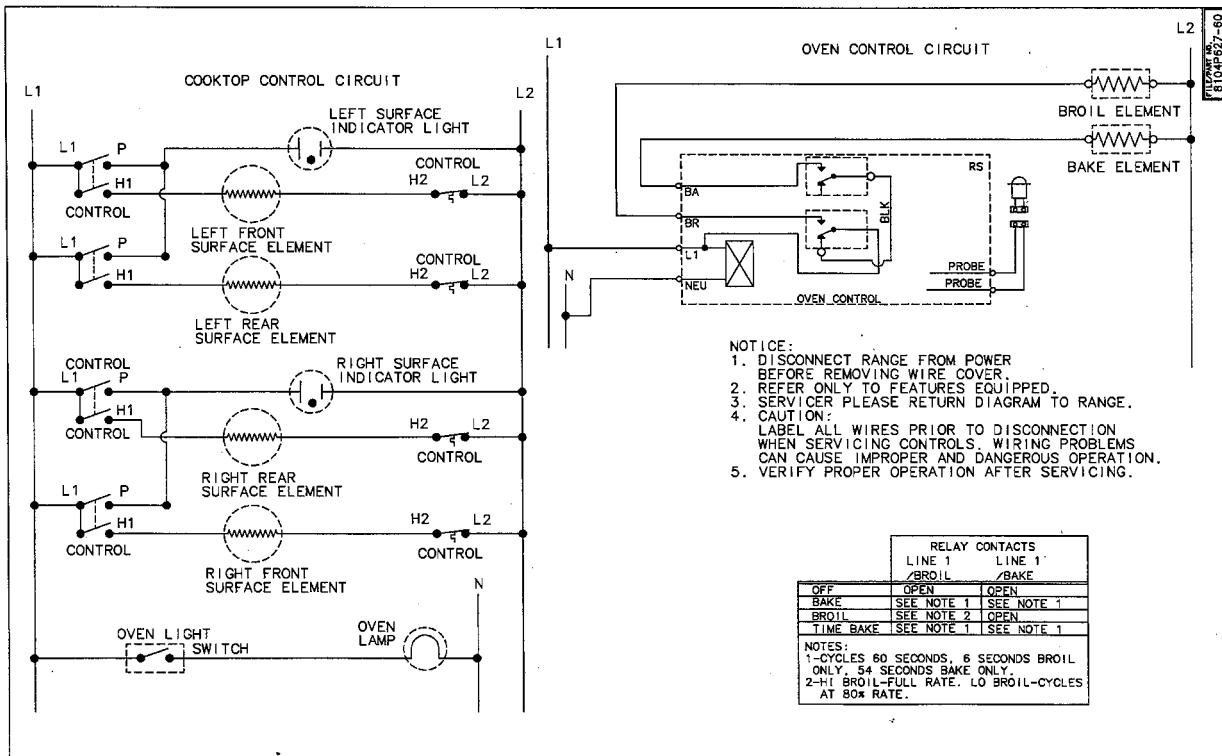 FILE/PART NO.
8104P627-60
COOKTOP CONTROL CIRCUIT
L1
L2
LEFT SURFACE
INDICATOR LIGHT
L1
P
H1
CONTROL
CONTROL
H2
L2
LEFT FRONT
SURFACE ELEMENT
L1
P
H1
CONTROL
H2
L2
LEFT REAR
SURFACE ELEMENT
CONTROL
L1
P
H1
CONTROL
RIGHT SURFACE
INDICATOR LIGHT
H2
L2
CONTROL
RIGHT REAR
SURFACE ELEMENT
L1
P
H1
CONTROL
H2
L2
CONTROL
RIGHT FRONT
SURFACE ELEMENT
N
OVEN LIGHT
SWITCH
OVEN
LAMP
L1
OVEN CONTROL CIRCUIT
L2
BROIL ELEMENT
BAKE ELEMENT
RS
BA
BR
BLK
L1
N
NEU
PROBE
PROBE
OVEN CONTROL
NOTICE:
1. DISCONNECT RANGE FROM POWER
BEFORE REMOVING WIRE COVER.
2. REFER ONLY TO FEATURES EQUIPPED.
3. SERVICER PLEASE RETURN DIAGRAM TO RANGE.
4. CAUTION:
LABEL ALL WIRES PRIOR TO DISCONNECTION
WHEN SERVICING CONTROLS. WIRING PROBLEMS
CAN CAUSE IMPROPER AND DANGEROUS OPERATION.
5. VERIFY PROPER OPERATION AFTER SERVICING.
RELAY CONTACTS
LINE 1 LINE 1
/BROIL /BAKE
OFF OPEN OPEN
BAKE SEE NOTE 1 SEE NOTE 1
BROIL SEE NOTE 2 OPEN
TIME BAKE SEE NOTE 1 SEE NOTE 1
NOTES:
1-CYCLES 60 SECONDS, 6 SECONDS BROIL
ONLY, 54 SECONDS BAKE ONLY.
2-HI BROIL-FULL RATE. LO BROIL-CYCLES
AT 80% RATE.